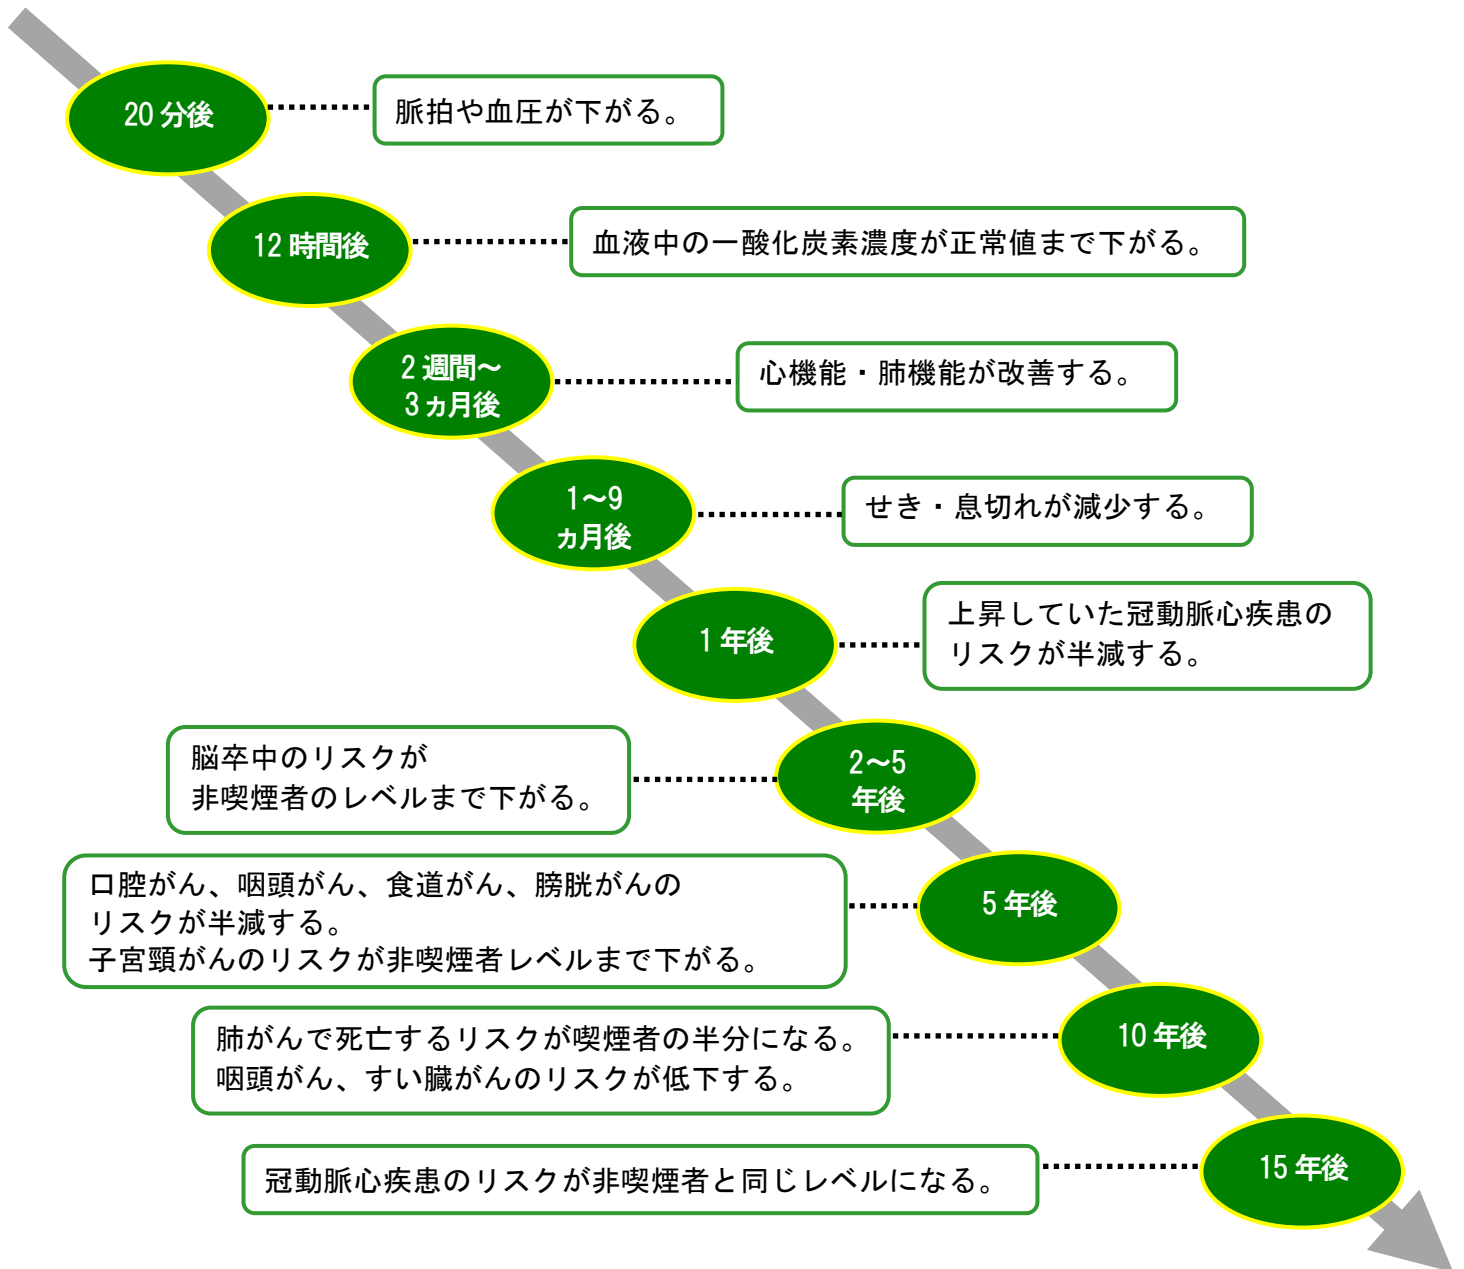 20 分後
脈拍や血圧が下がる。
12 時間後
血液中の一酸化炭素濃度が正常値まで下がる。
2 週間～
3 ヵ月後
心機能・肺機能が改善する。
1～9
ヵ月後
せき・息切れが減少する。
1 年後
上昇していた冠動脈心疾患の
リスクが半減する。
2～5
年後
脳卒中のリスクが
非喫煙者のレベルまで下がる。
5 年後
口腔がん、咽頭がん、食道がん、膀胱がんの
リスクが半減する。
子宮頸がんのリスクが非喫煙者レベルまで下がる。
10 年後
肺がんで死亡するリスクが喫煙者の半分になる。
咽頭がん、すい臓がんのリスクが低下する。
15 年後
冠動脈心疾患のリスクが非喫煙者と同じレベルになる。